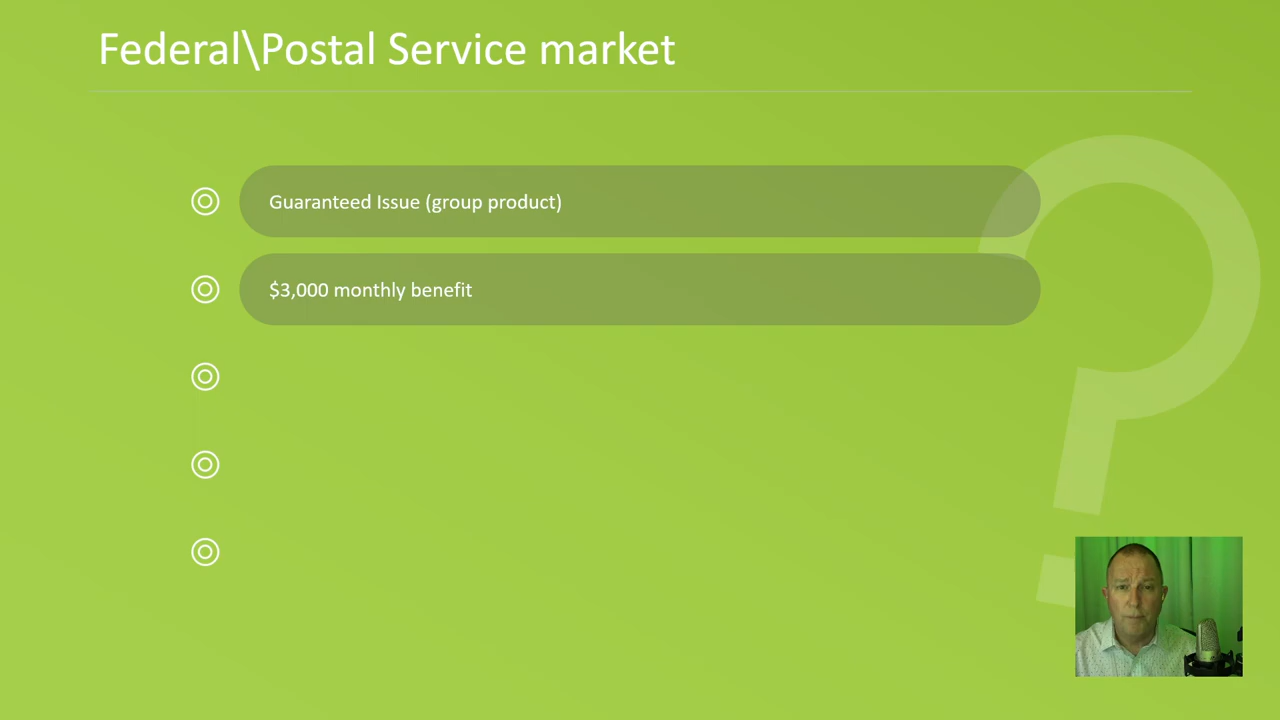 Federal\Postal Service market
Guaranteed Issue (group product)
$3,000 monthly benefit